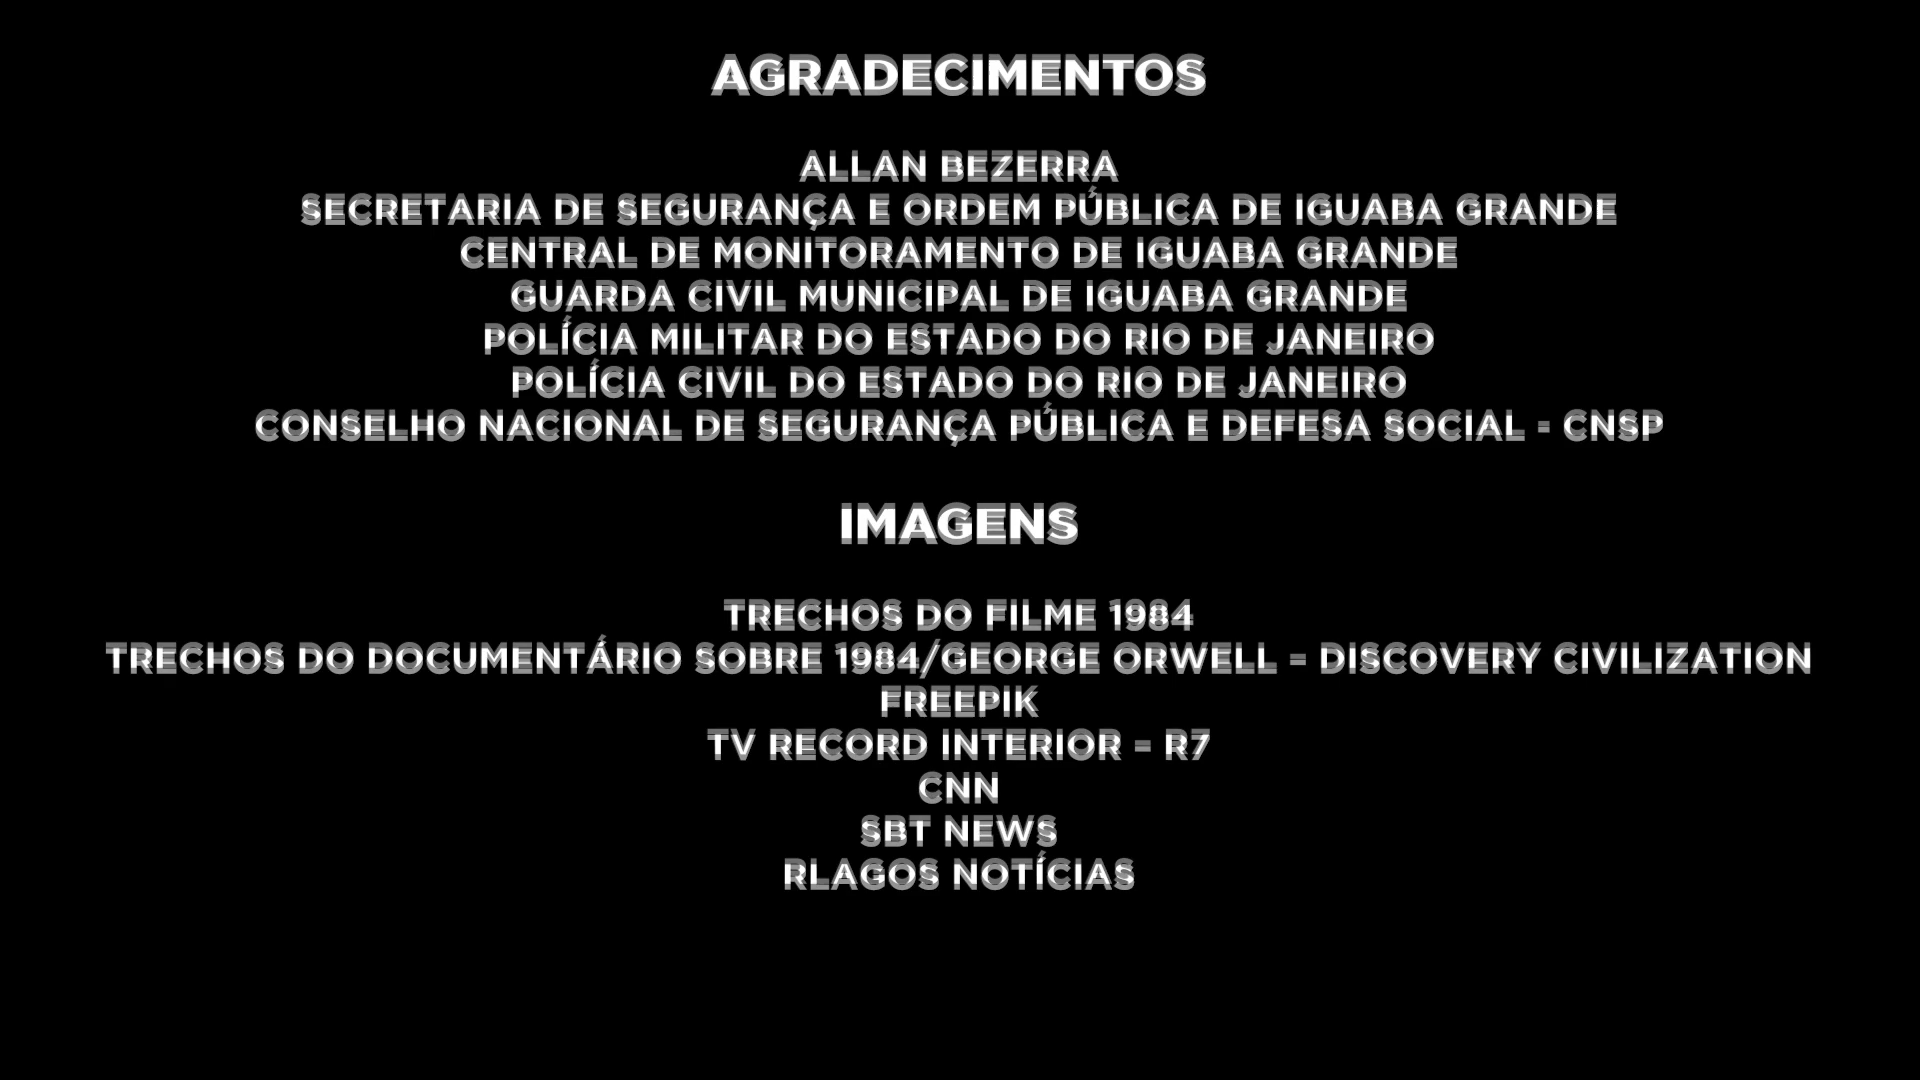 AGRADECIMENTOS
ALLAN BEZERRA
SECRETARIA DE SEGURANÇA E ORDEM PÚBLICA DE IGUABA GRANDE
CENTRAL DE MONITORAMENTO DE IGUABA GRANDE
GUARDA CIVIL MUNICIPAL DE IGUABA GRANDE
POLÍCIA MILITAR DO ESTADO DO RIO DE JANEIRO
POLÍCIA CIVIL DO ESTADO DO RIO DE JANEIRO
CONSELHO NACIONAL DE SEGURANÇA PÚBLICA E DEFESA SOCIAL - CNSP
IMAGENS
TRECHOS DO FILME 1984
TRECHOS DO DOCUMENTÁRIO SOBRE 1984/GEORGE ORWELL - DISCOVERY CIVILIZATION
FREEPIK
TV RECORD INTERIOR - R7
CNN
SBT NEWS
RLAGOS NOTÍCIAS